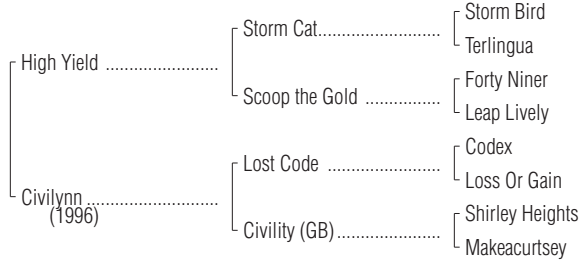 Storm Bird
Storm Cat.............................
Terlingua
High Yield ...........................
Forty Niner
Scoop the Gold ..................
Leap Lively
Codex
Lost Code ...........................
Loss Or Gain
Civilynn................................
(1996)
Shirley Heights
Civility (GB).........................
Makeacurtsey